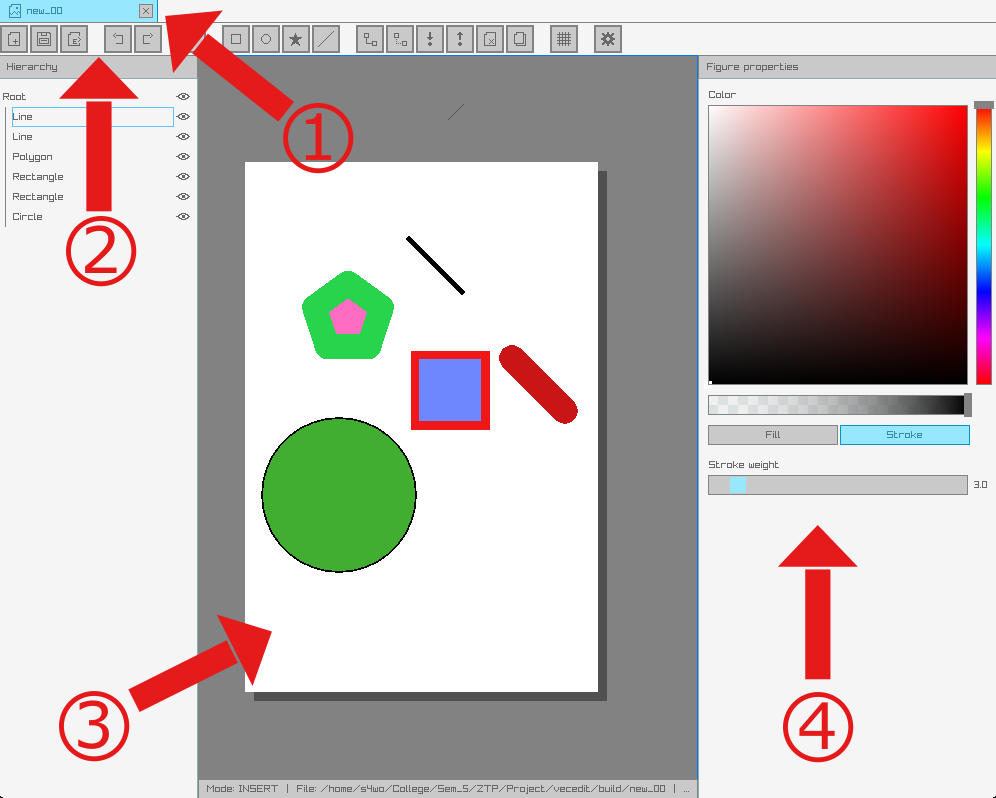 new_00
Hierarchy
Figure properties
Root
Line
Line
Polygon
Rectangle
Rectangle
Circle
Color
Fill
Stroke
Stroke weight
3.0
①
②
③
④
Mode: INSERT | File: /home/s4wo/College/Sem_5/ZTP/Project/vecedit/build/new_00 | ...